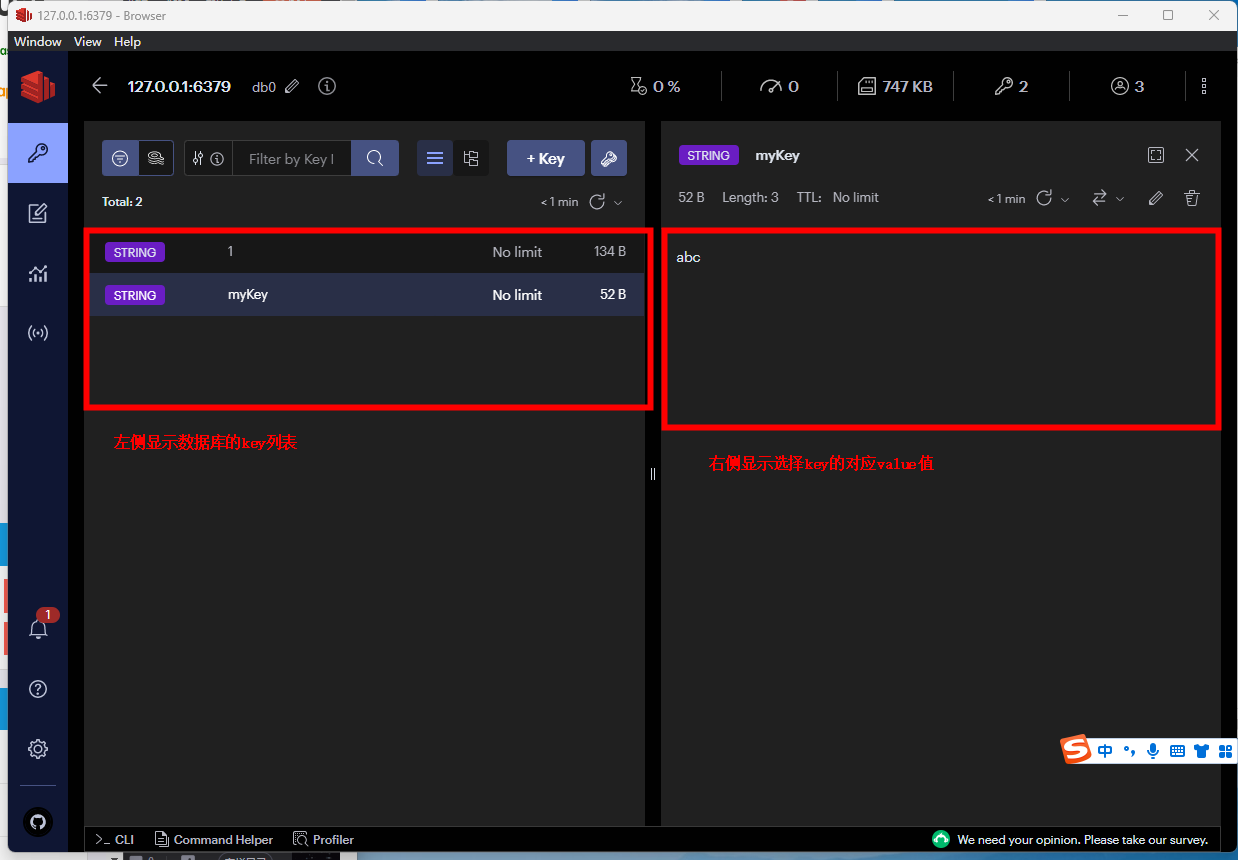 127.0.0.1:6379 - Browser
Window View Help
127.0.0.1:6379 db0 0 % 0 747 KB 2 3
Filter by Key + Key
Total: 2 < 1 min
STRING 1 No limit 134 B
STRING myKey No limit 52 B
左侧显示数据库的key列表
STRING myKey
52 B Length: 3 TTL: No limit < 1 min
abc
右侧显示选择key的对应value值
1
中
>_ CLI Command Helper Profiler We need your opinion. Please take our survey.